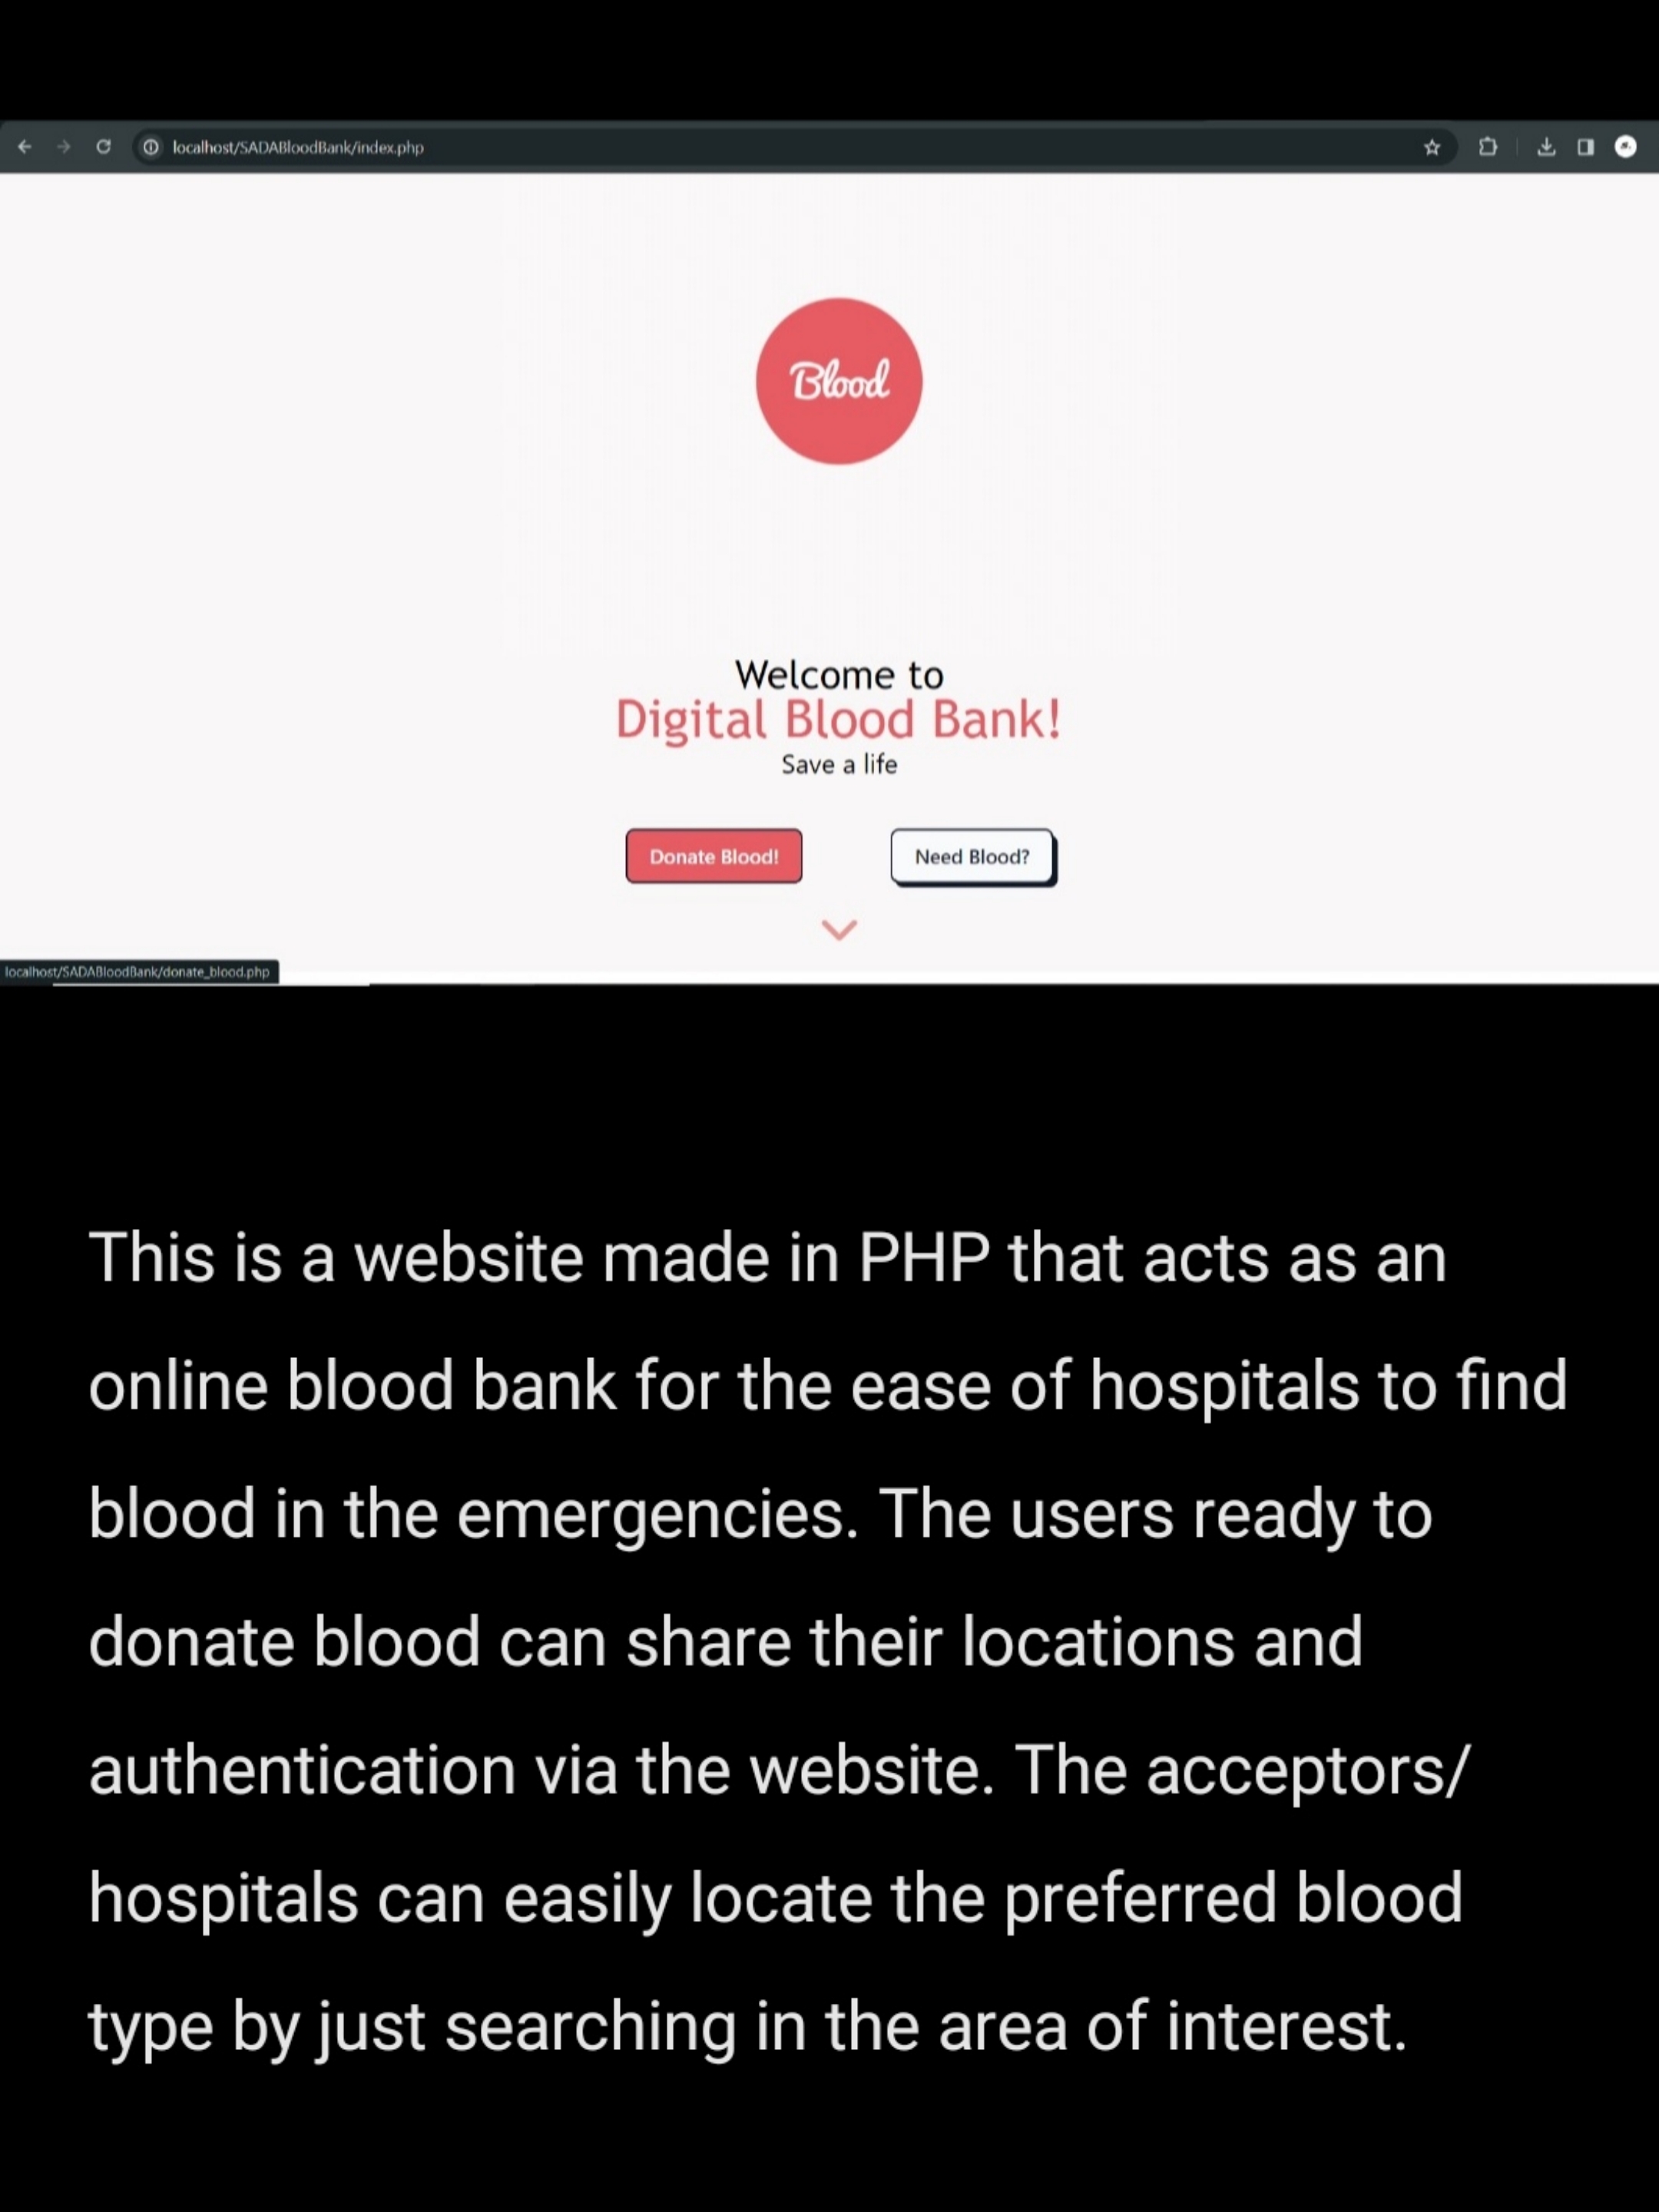 localhost/SADABloodBank/index.php
Blood
Welcome to
Digital Blood Bank!
Save a life
Donate Blood!
Need Blood?
localhost/SADABloodBank/donate_blood.php
This is a website made in PHP that acts as an
online blood bank for the ease of hospitals to find
blood in the emergencies. The users ready to
donate blood can share their locations and
authentication via the website. The acceptors/
hospitals can easily locate the preferred blood
type by just searching in the area of interest.